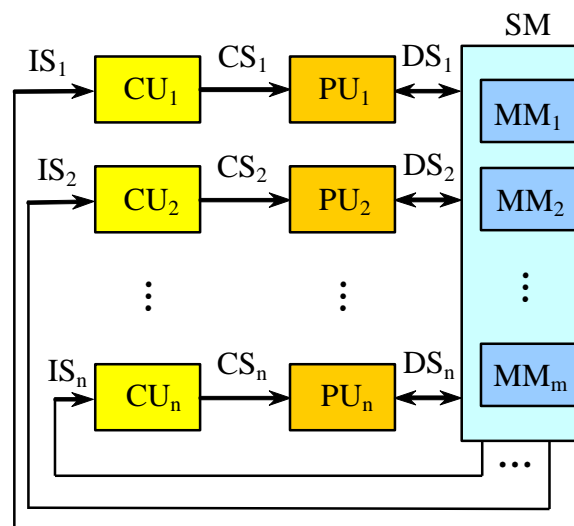 SM
IS₁ CU₁ CS₁ PU₁ DS₁ MM₁
IS₂ CU₂ CS₂ PU₂ DS₂ MM₂
⋮ ⋮ ⋮
ISₙ CUₙ CSₙ PUₙ DSₙ MMₘ
...